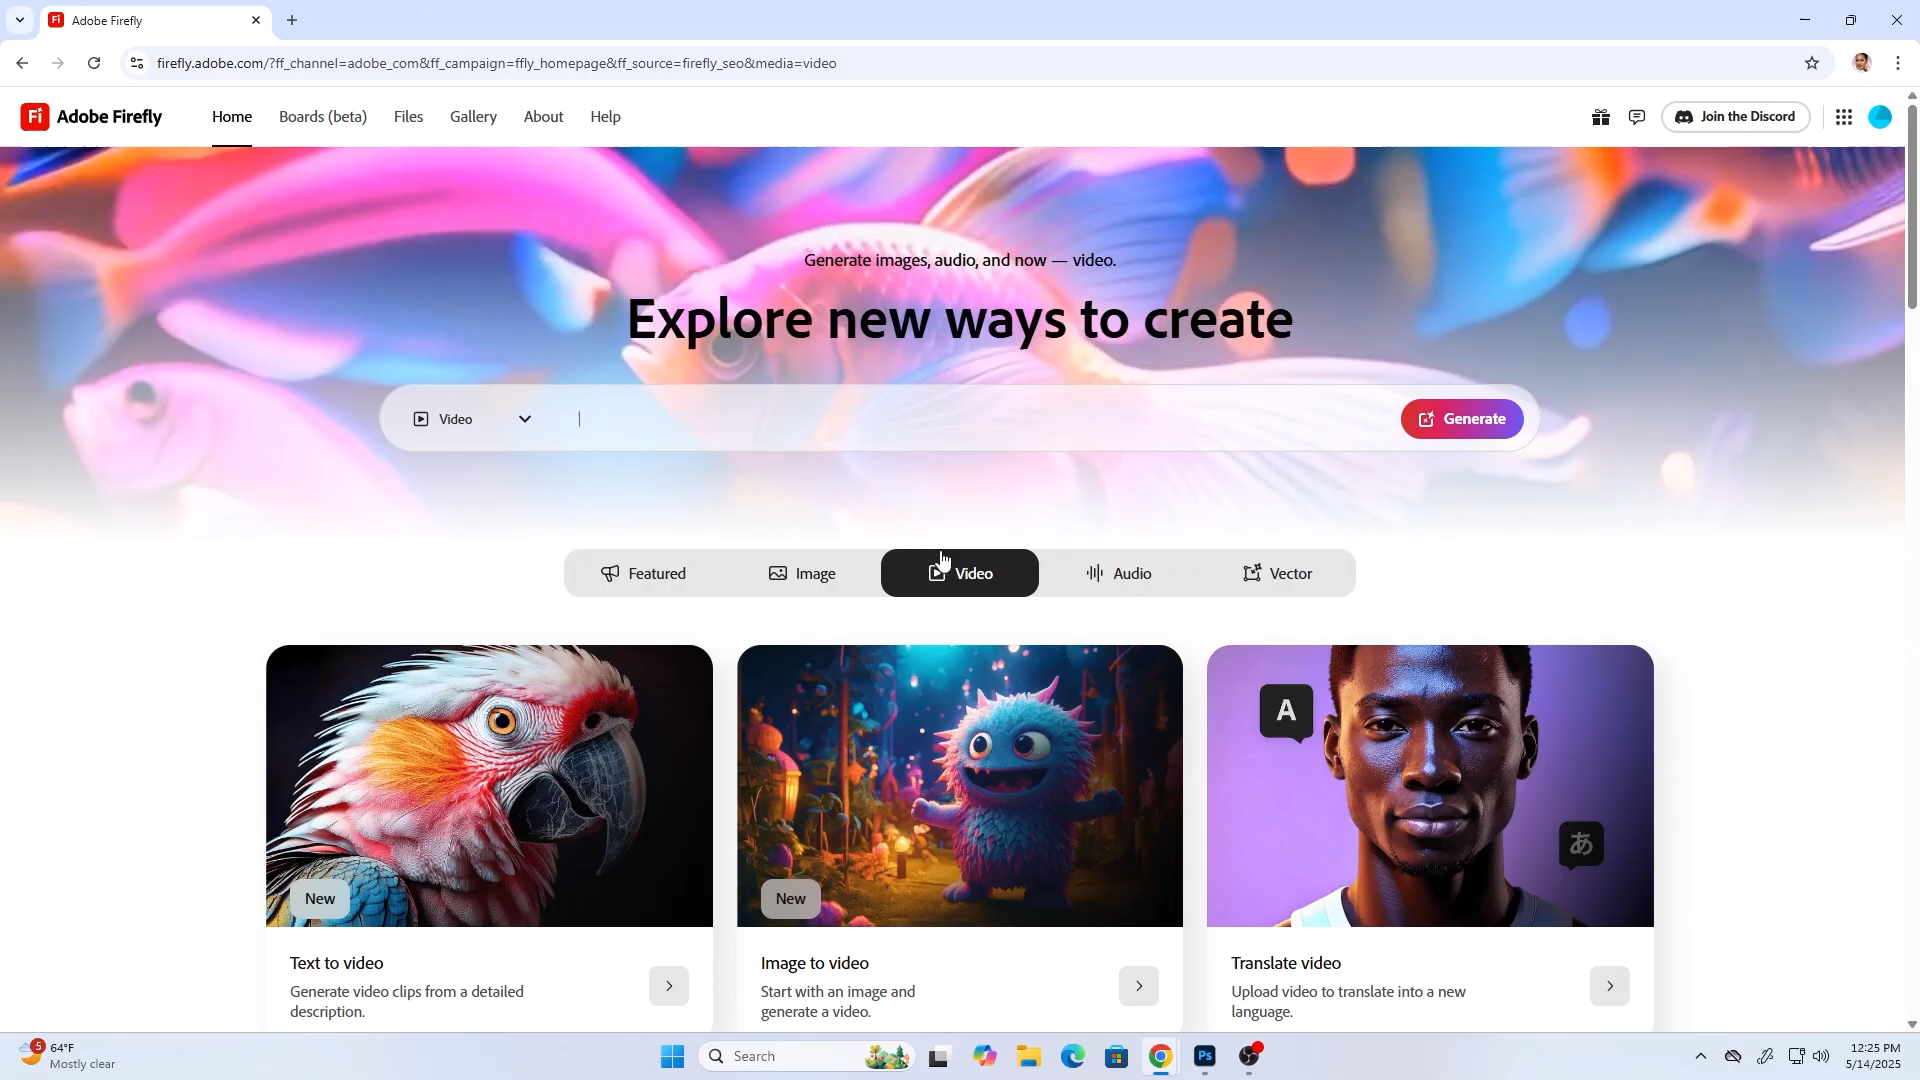 Adobe Firefly
firefly.adobe.com/?ff_channel=adobe_com&ff_campaign=ffly_homepage&ff_source=firefly_seo&media=video
Fi Adobe Firefly
Home
Boards (beta)
Files
Gallery
About
Help
Join the Discord
Generate images, audio, and now — video.
Explore new ways to create
Video
Generate
Featured
Image
Video
Audio
Vector
A
あ
New
New
Text to video
Generate video clips from a detailed
description.
Image to video
Start with an image and
generate a video.
Translate video
Upload video to translate into a new
language.
5
64°F
Mostly clear
Search
Ps
12:25 PM
5/14/2025